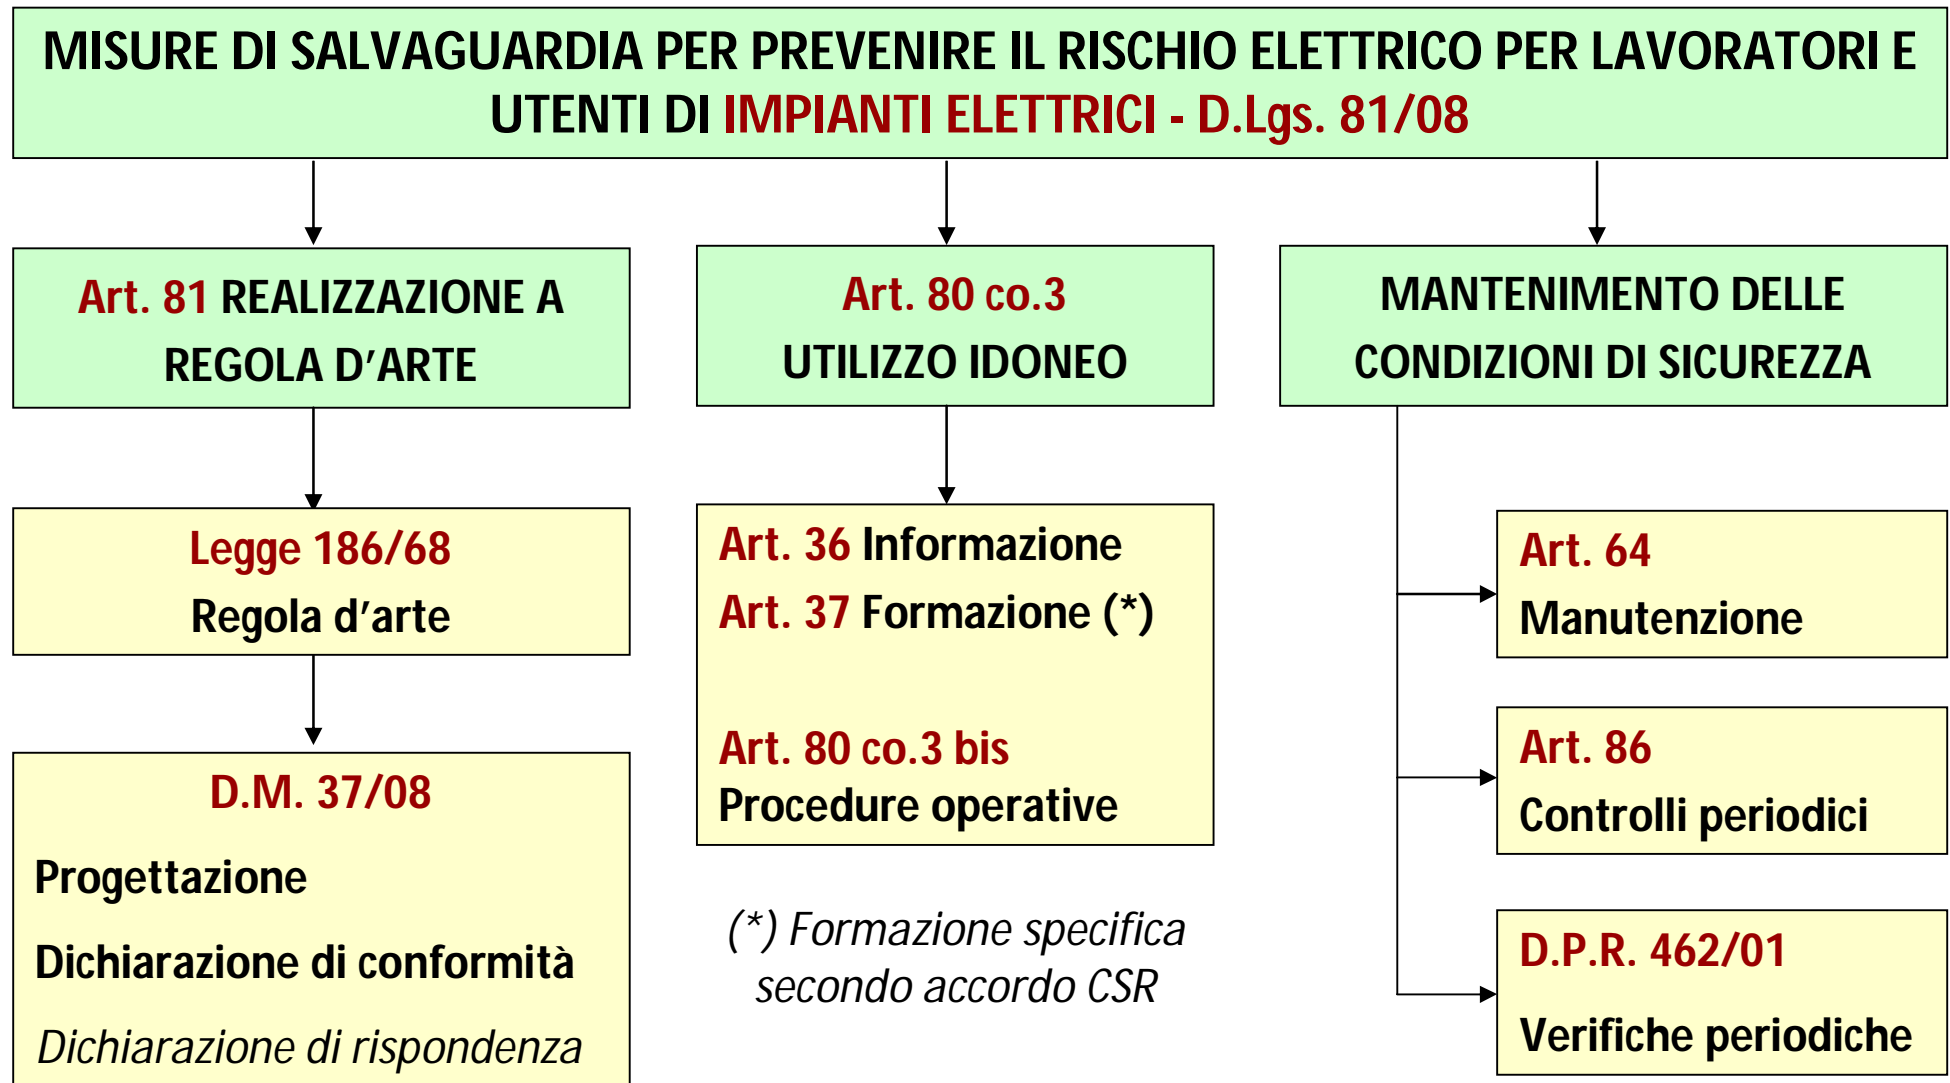 MISURE DI SALVAGUARDIA PER PREVENIRE IL RISCHIO ELETTRICO PER LAVORATORI E
UTENTI DI IMPIANTI ELETTRICI - D.Lgs. 81/08
Art. 81 REALIZZAZIONE A
REGOLA D'ARTE
Legge 186/68
Regola d'arte
D.M. 37/08
Progettazione
Dichiarazione di conformità
Dichiarazione di rispondenza
Art. 80 co.3
UTILIZZO IDONEO
Art. 36 Informazione
Art. 37 Formazione (*)
Art. 80 co.3 bis
Procedure operative
(*) Formazione specifica
secondo accordo CSR
MANTENIMENTO DELLE
CONDIZIONI DI SICUREZZA
Art. 64
Manutenzione
Art. 86
Controlli periodici
D.P.R. 462/01
Verifiche periodiche